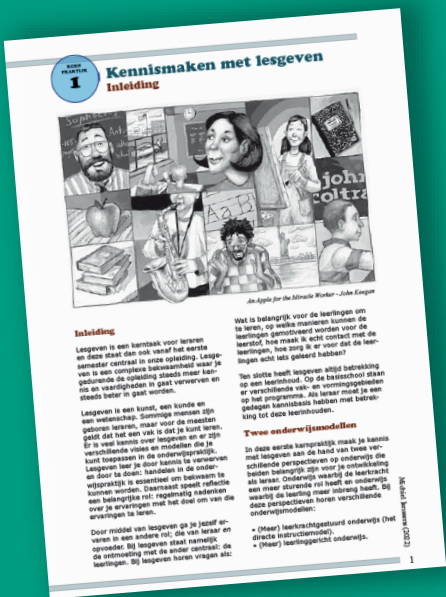 KERN
PRAKTIJK
1
Kennismaken met lesgeven
Inleiding
john
coltra
Aa B
An Apple for the Miracle Worker - John Keegan
Inleiding
Lesgeven is een kerntaak voor leraren
en deze staat dan ook vanaf het eerste
semester centraal in onze opleiding. Lesge-
ven is een complexe bekwaamheid waar je
gedurende de opleiding steeds meer ken-
nis en vaardigheden in gaat verwerven en
steeds beter in gaat worden.
Lesgeven is een kunst, een kunde en
een wetenschap. Sommige mensen zijn
geboren leraren, maar voor de meesten
geldt dat het een vak is dat je kunt leren.
Er is veel kennis over lesgeven en er zijn
verschillende visies en modellen die je
kunt toepassen in de onderwijspraktijk.
Lesgeven leer je door kennis te verwerven
en door te doen: handelen in de onder-
wijspraktijk is essentieel om bekwaam te
kunnen worden. Daarnaast speelt reflectie
een belangrijke rol: regelmatig nadenken
over je ervaringen met het doel om van die
ervaringen te leren.
Door middel van lesgeven ga je jezelf er-
varen in een andere rol; die van leraar en
opvoeder. Bij lesgeven staat namelijk
de ontmoeting met de ander centraal: de
leerlingen. Bij lesgeven horen vragen als:
Wat is belangrijk voor de leerlingen om
te leren, op welke manieren kunnen de
leerlingen gemotiveerd worden voor de
leerstof, hoe maak ik echt contact met de
leerlingen, hoe zorg ik er voor dat de leer-
lingen echt iets geleerd hebben?
Ten slotte heeft lesgeven altijd betrekking
op een leerinhoud. Op de basisschool staan
er verschillende vak- en vormingsgebieden
op het programma. Als leraar moet je een
gedegen kennisbasis hebben met betrek-
king tot deze leerinhouden.
Twee onderwijsmodellen
In deze eerste kernpraktijk maak je kennis
met lesgeven aan de hand van twee ver-
schillende perspectieven op onderwijs die
beiden belangrijk zijn voor je ontwikkeling
als leraar. Onderwijs waarbij de leerkracht
een meer sturende rol heeft en onderwijs
waarbij de leerling meer inbreng heeft. Bij
deze perspectieven horen verschillende
onderwijsmodellen:
• (Meer) leerkrachtgestuurd onderwijs (het
directe instructiemodel).
• (Meer) leerlinggericht onderwijs.
1